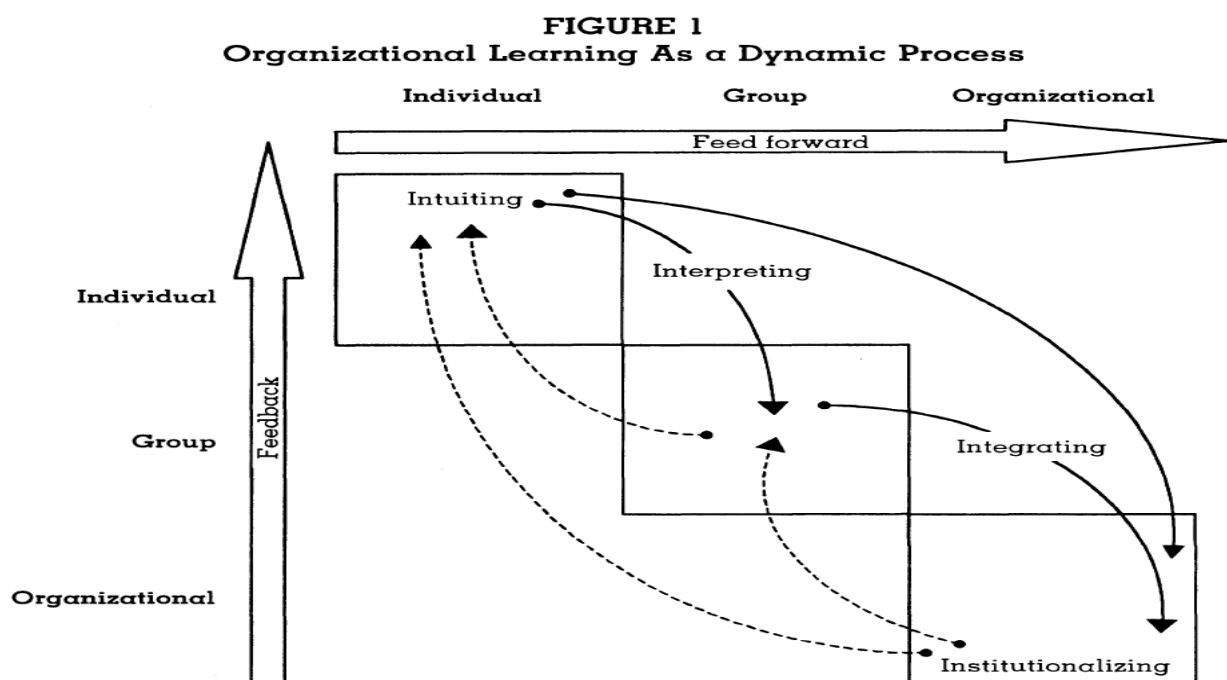 FIGURE 1
Organizational Learning As a Dynamic Process
Individual
Group
Organizational
Feed forward
Intuiting
Interpreting
Individual
Feedback
Group
Integrating
Organizational
Institutionalizing